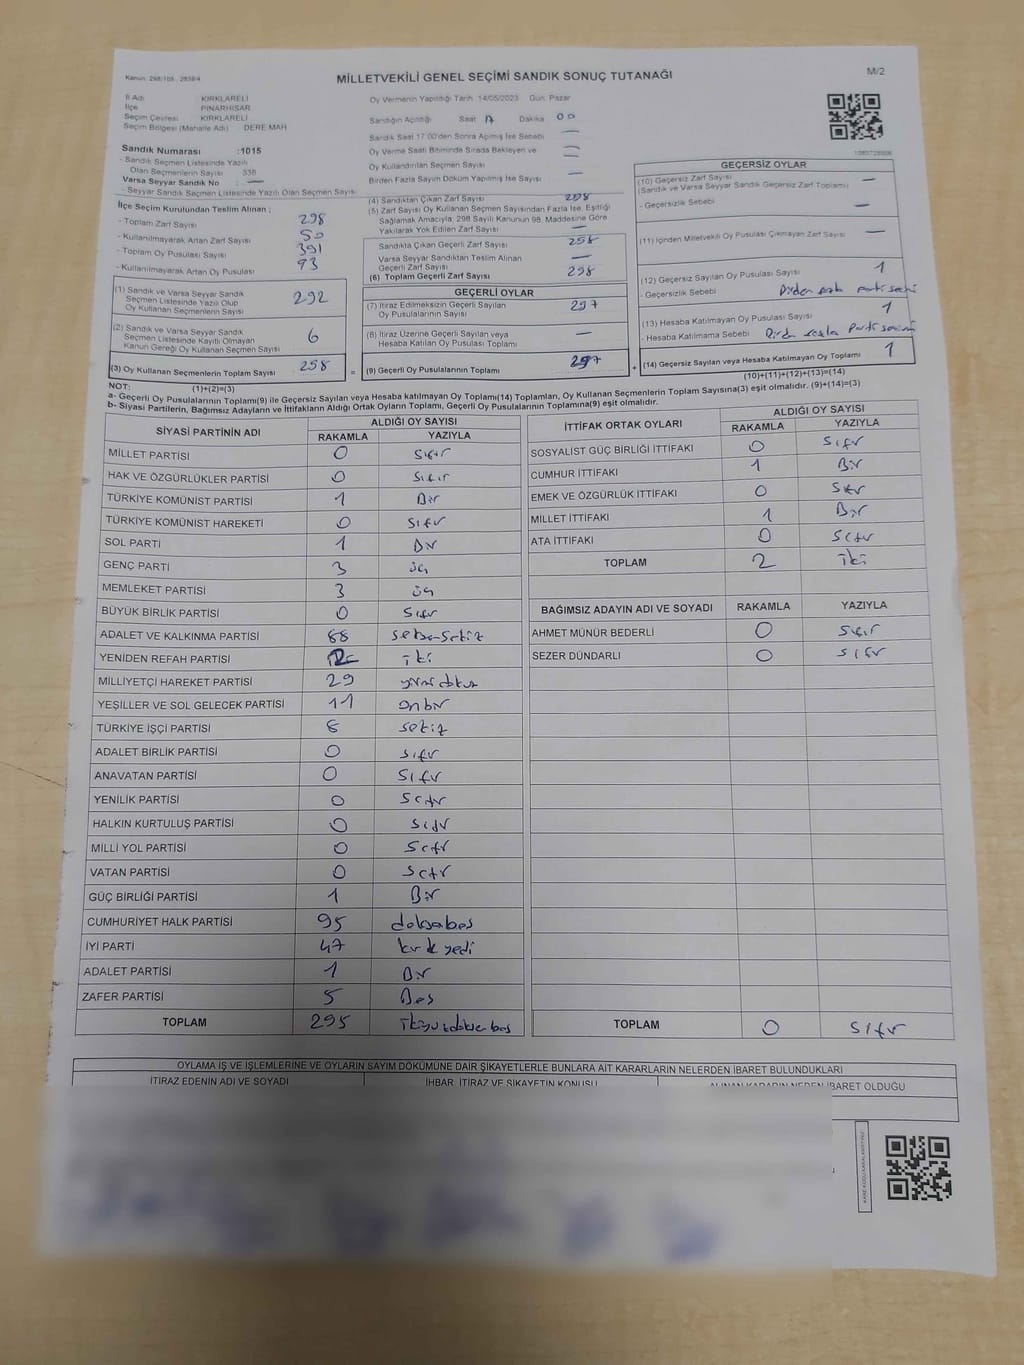 Kanun: 298/105, 2839/4
MİLLETVEKİLİ GENEL SEÇİMİ SANDIK SONUÇ TUTANAĞI
M/2
İl Adı KIRKLARELİ
İlçe PINARHİSAR
Seçim Çevresi KIRKLARELİ
Seçim Bölgesi (Mahalle Adı) DERE MAH
Sandık Numarası :1015
- Sandık Seçmen Listesinde Yazılı
Olan Seçmenlerin Sayısı 338
Varsa Seyyar Sandık No : —
- Seyyar Sandık Seçmen Listesinde Yazılı Olan Seçmen Sayısı
Oy Vermenin Yapıldığı Tarih 14/05/2023 Gün: Pazar
Sandığın Açıldığı Saat Dakika 00
Sandık Saat 17:00'den Sonra Açılmış İse Sebebi —
Oy Verme Saati Bitiminde Sırada Bekleyen ve
Oy Kullandırılan Seçmen Sayısı —
Birden Fazla Sayım Döküm Yapılmış İse Sayısı —
İlçe Seçim Kurulundan Teslim Alınan ;
- Toplam Zarf Sayısı 298
- Kullanılmayarak Artan Zarf Sayısı 50
- Toplam Oy Pusulası Sayısı 391
- Kullanılmayarak Artan Oy Pusulası 93
(1) Sandık ve Varsa Seyyar Sandık
Seçmen Listesinde Yazılı Olup
Oy Kullanan Seçmenlerin Sayısı 292
(2) Sandık ve Varsa Seyyar Sandık
Seçmen Listesinde Kayıtlı Olmayan
Kanun Gereği Oy Kullanan Seçmen Sayısı 6
(3) Oy Kullanan Seçmenlerin Toplam Sayısı 298
(1)+(2)=(3)
(4) Sandıktan Çıkan Zarf Sayısı 298
(5) Zarf Sayısı Oy Kullanan Seçmen Sayısından Fazla İse, Eşitliği
Sağlamak Amacıyla; 298 Sayılı Kanunun 98. Maddesine Göre
Yakılarak Yok Edilen Zarf Sayısı —
Sandıkta Çıkan Geçerli Zarf Sayısı 298
Varsa Seyyar Sandıktan Teslim Alınan
Geçerli Zarf Sayısı —
(6) Toplam Geçerli Zarf Sayısı 298
GEÇERLİ OYLAR
(7) İtiraz Edilmeksizin Geçerli Sayılan
Oy Pusulalarının Sayısı 297
(8) İtiraz Üzerine Geçerli Sayılan veya
Hesaba Katılan Oy Pusulası Toplamı —
(9) Geçerli Oy Pusulalarının Toplamı 297
GEÇERSİZ OYLAR
(10) Geçersiz Zarf Sayısı —
(Sandık ve Varsa Seyyar Sandık Geçersiz Zarf Toplamı)
- Geçersizlik Sebebi —
(11) İçinden Milletvekili Oy Pusulası Çıkmayan Zarf Sayısı —
(12) Geçersiz Sayılan Oy Pusulası Sayısı 1
- Geçersizlik Sebebi Birden fazla parti seçimi
(13) Hesaba Katılmayan Oy Pusulası Sayısı 1
- Hesaba Katılmama Sebebi Birden fazla parti seçimi
(14) Geçersiz Sayılan veya Hesaba Katılmayan Oy Toplamı 1
(10)+(11)+(12)+(13)=(14)
NOT:
a- Geçerli Oy Pusulalarının Toplamı(9) ile Geçersiz Sayılan veya Hesaba katılmayan Oy Toplamı(14) Toplamları, Oy Kullanan Seçmenlerin Toplam Sayısına(3) eşit olmalıdır. (9)+(14)=(3)
b- Siyasi Partilerin, Bağımsız Adayların ve İttifakların Aldığı Ortak Oyların Toplamı, Geçerli Oy Pusulalarının Toplamına(9) eşit olmalıdır.
SİYASİ PARTİNİN ADI ALDIĞI OY SAYISI
RAKAMLA YAZIYLA
MİLLET PARTİSİ 0 Sıfır
HAK VE ÖZGÜRLÜKLER PARTİSİ 0 Sıfır
TÜRKİYE KOMÜNİST PARTİSİ 1 Bir
TÜRKİYE KOMÜNİST HAREKETİ 0 Sıfır
SOL PARTİ 1 Bir
GENÇ PARTİ 3 üç
MEMLEKET PARTİSİ 3 üç
BÜYÜK BİRLİK PARTİSİ 0 Sıfır
ADALET VE KALKINMA PARTİSİ 88 seksensekiz
YENİDEN REFAH PARTİSİ 2 iki
MİLLİYETÇİ HAREKET PARTİSİ 29 yirmidokuz
YEŞİLLER VE SOL GELECEK PARTİSİ 11 onbir
TÜRKİYE İŞÇİ PARTİSİ 8 sekiz
ADALET BİRLİK PARTİSİ 0 sıfır
ANAVATAN PARTİSİ 0 Sıfır
YENİLİK PARTİSİ 0 Sıfır
HALKIN KURTULUŞ PARTİSİ 0 Sıfır
MİLLİ YOL PARTİSİ 0 Sıfır
VATAN PARTİSİ 0 Sıfır
GÜÇ BİRLİĞİ PARTİSİ 1 Bir
CUMHURİYET HALK PARTİSİ 95 doksanbeş
İYİ PARTİ 47 kırk yedi
ADALET PARTİSİ 1 Bir
ZAFER PARTİSİ 5 Beş
TOPLAM 295 ikiyüzdoksanbeş
İTTİFAK ORTAK OYLARI ALDIĞI OY SAYISI
RAKAMLA YAZIYLA
SOSYALİST GÜÇ BİRLİĞİ İTTİFAKI 0 Sıfır
CUMHUR İTTİFAKI 1 Bir
EMEK VE ÖZGÜRLÜK İTTİFAKI 0 Sıfır
MİLLET İTTİFAKI 1 Bir
ATA İTTİFAKI 0 Sıfır
TOPLAM 2 iki
BAĞIMSIZ ADAYIN ADI VE SOYADI RAKAMLA YAZIYLA
AHMET MÜNÜR BEDERLİ 0 Sıfır
SEZER DÜNDARLI 0 Sıfır
TOPLAM 0 Sıfır
OYLAMA İŞ VE İŞLEMLERİNE VE OYLARIN SAYIM DÖKÜMÜNE DAİR ŞİKAYETLERLE BUNLARA AİT KARARLARIN NELERDEN İBARET BULUNDUKLARI
İTİRAZ EDENİN ADI VE SOYADI İHBAR, İTİRAZ VE ŞİKAYETİN KONUSU ALINAN KARARIN NEDEN İBARET OLDUĞU